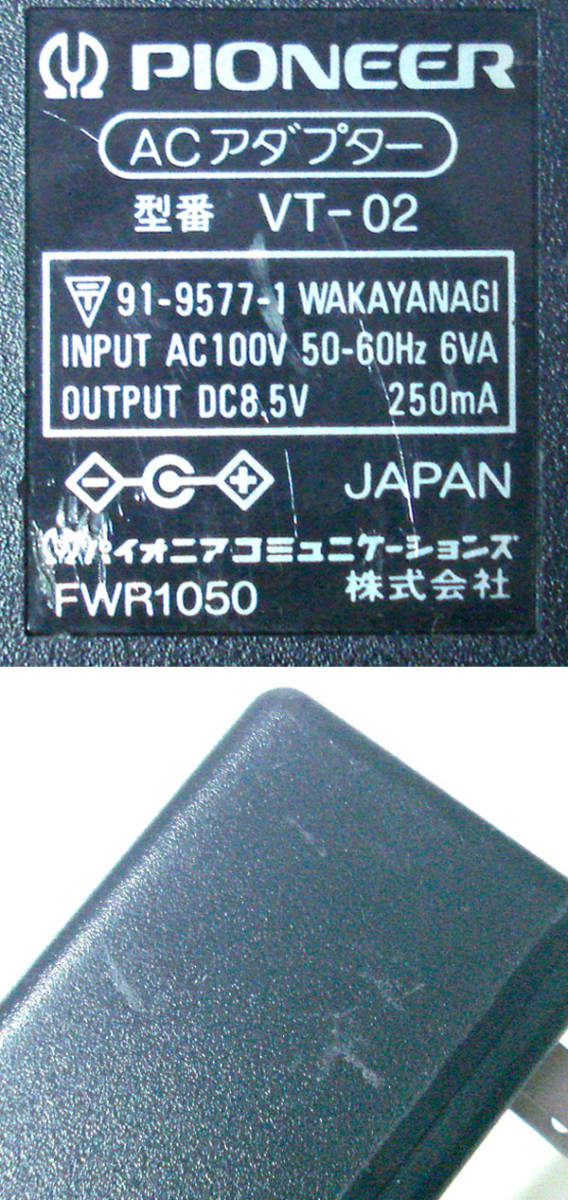 PIONEER
ACアダプター
型番 VT-02
〒 91-9577-1 WAKAYANAGI
INPUT AC100V 50-60Hz 6VA
OUTPUT DC8.5V 250mA
- C + JAPAN
パイオニアコミュニケーションズ
FWR1050 株式会社